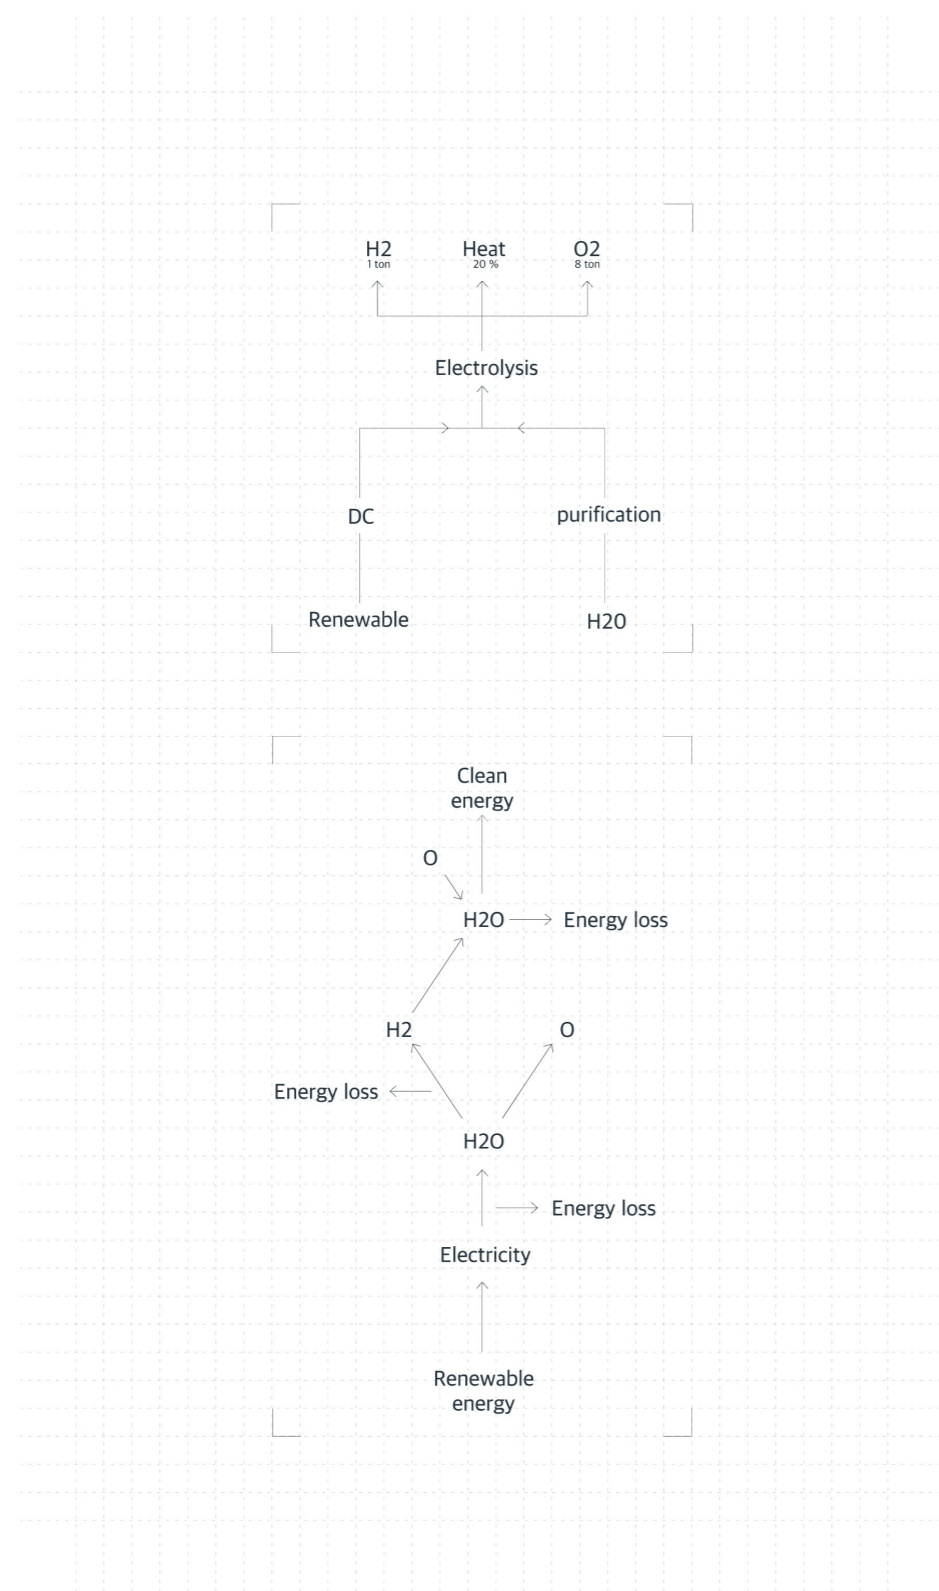 H2 Heat O2
1 ton 20 % 8 ton
Electrolysis
DC purification
Renewable H20
Clean
energy
O
H2O Energy loss
H2 O
Energy loss
H2O
Energy loss
Electricity
Renewable
energy